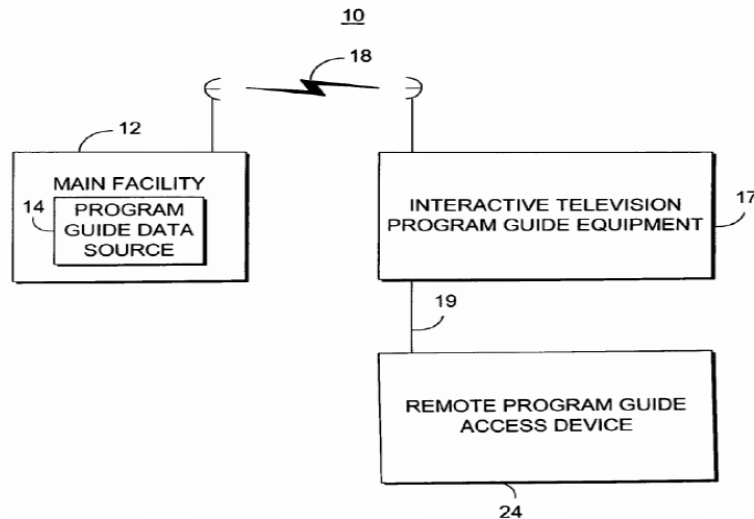 10
18
12
MAIN FACILITY
14
PROGRAM
GUIDE DATA
SOURCE
INTERACTIVE TELEVISION
PROGRAM GUIDE EQUIPMENT
17
19
REMOTE PROGRAM GUIDE
ACCESS DEVICE
24